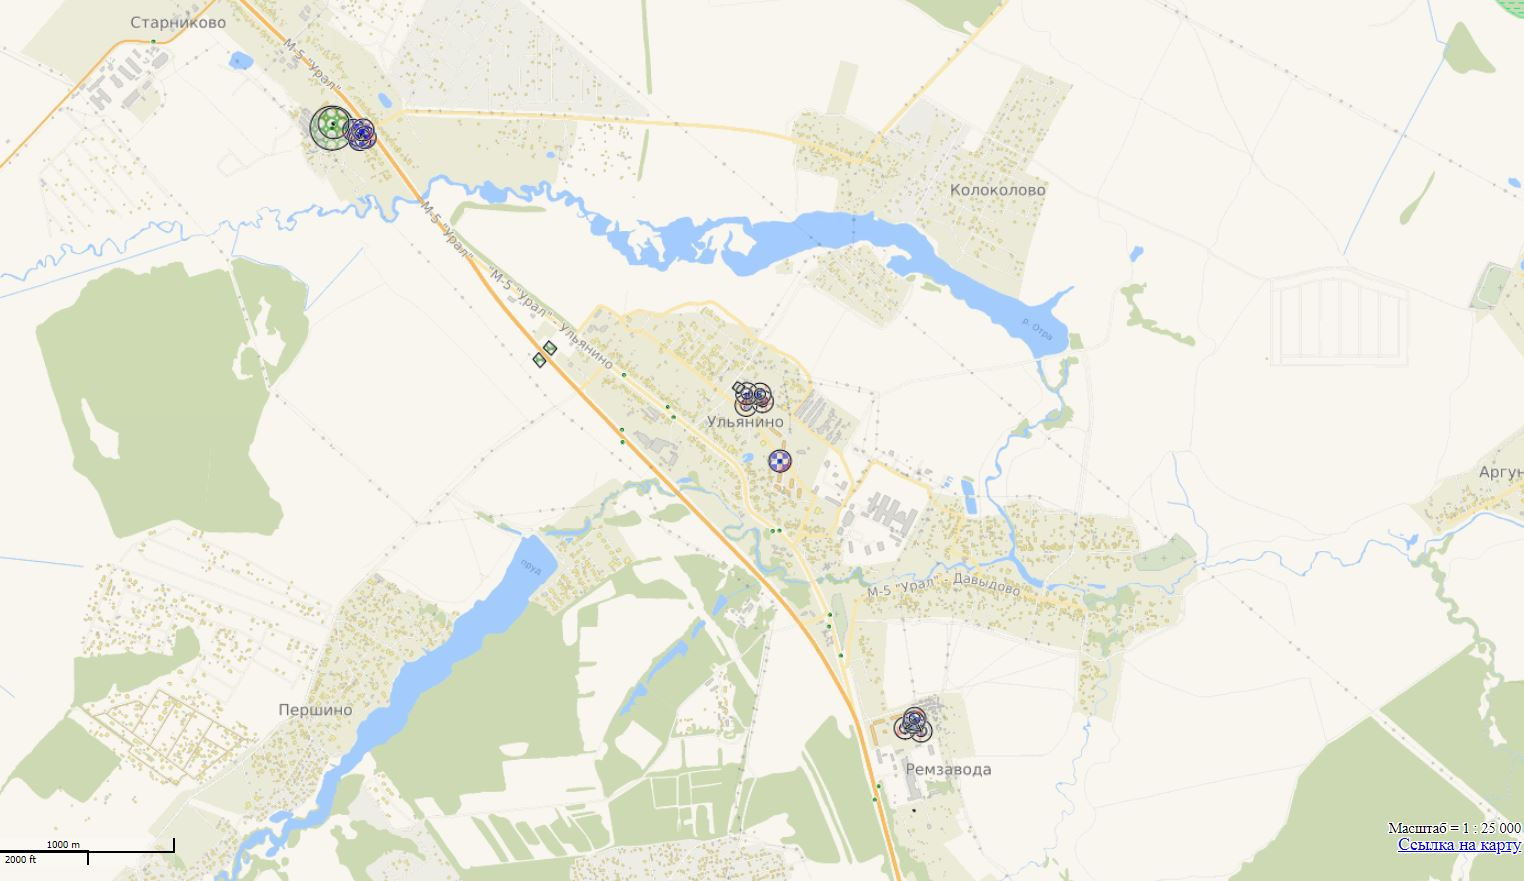 Старниково
М-5 "Урал"
Колоколово
М-5 "Урал"
"М-5 "Урал" - Ульянино
р. Отра
Ульянино
Аргун
пруд
М-5 "Урал" - Давыдово
Першино
Ремзавода
Масштаб = 1 : 25 000
Ссылка на карту
1000 m
2000 ft